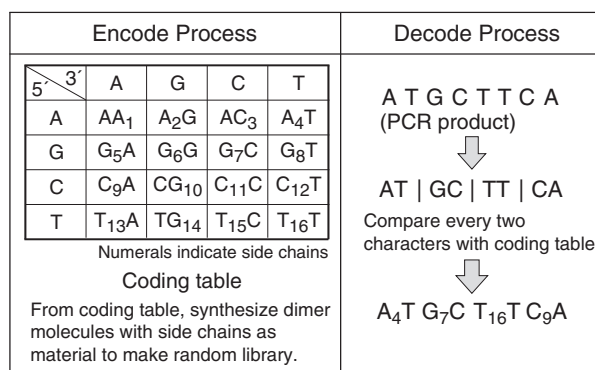 Encode Process
5´ 3´ A G C T
A AA₁ A₂G AC₃ A₄T
G G₅A G₆G G₇C G₈T
C C₉A CG₁₀ C₁₁C C₁₂T
T T₁₃A TG₁₄ T₁₅C T₁₆T
Numerals indicate side chains
Coding table
From coding table, synthesize dimer
molecules with side chains as
material to make random library.
Decode Process
A T G C T T C A
(PCR product)
AT | GC | TT | CA
Compare every two
characters with coding table
A₄T G₇C T₁₆T C₉A